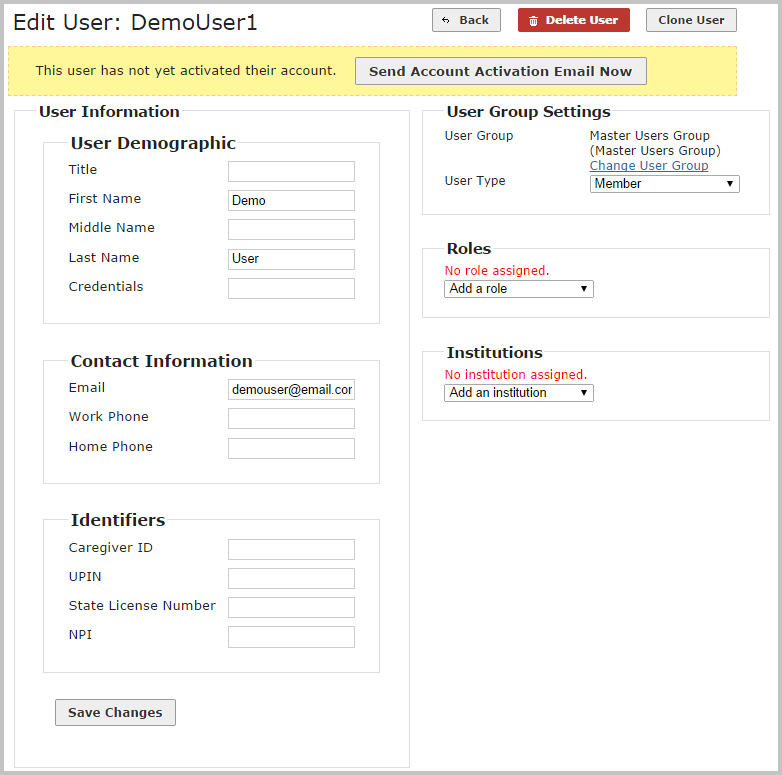 Edit User: DemoUser1
Back
Delete User
Clone User
This user has not yet activated their account.
Send Account Activation Email Now
User Information
User Demographic
Title
First Name Demo
Middle Name
Last Name User
Credentials
Contact Information
Email demouser@email.cor
Work Phone
Home Phone
Identifiers
Caregiver ID
UPIN
State License Number
NPI
Save Changes
User Group Settings
User Group Master Users Group
(Master Users Group)
Change User Group
User Type Member
Roles
No role assigned.
Add a role
Institutions
No institution assigned.
Add an institution